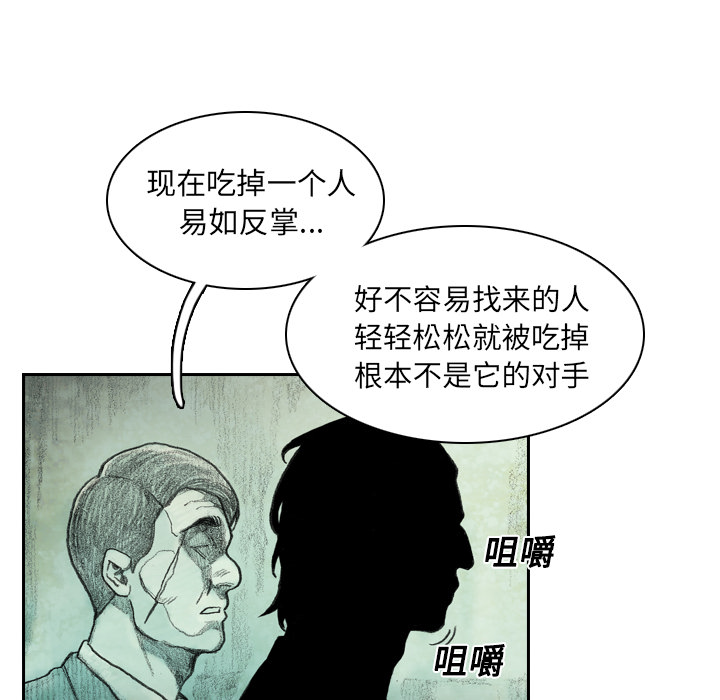 现在吃掉一个人
易如反掌...
好不容易找来的人
轻轻松松就被吃掉
根本不是它的对手
咀嚼
咀嚼